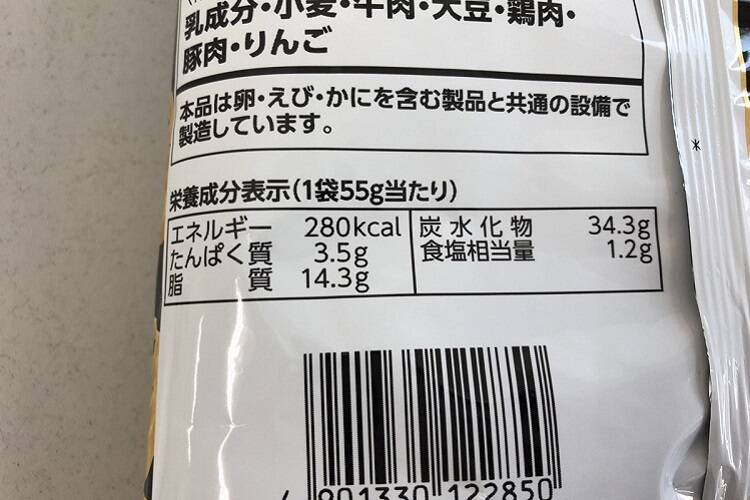 乳成分・小麦・牛肉・大豆・鶏肉・
豚肉・りんご
本品は卵・えび・かにを含む製品と共通の設備で
製造しています。
栄養成分表示(1袋55g当たり)
エネルギー 280kcal
たんぱく質 3.5g
脂質 14.3g
炭水化物 34.3g
食塩相当量 1.2g
*
4 901330 122850